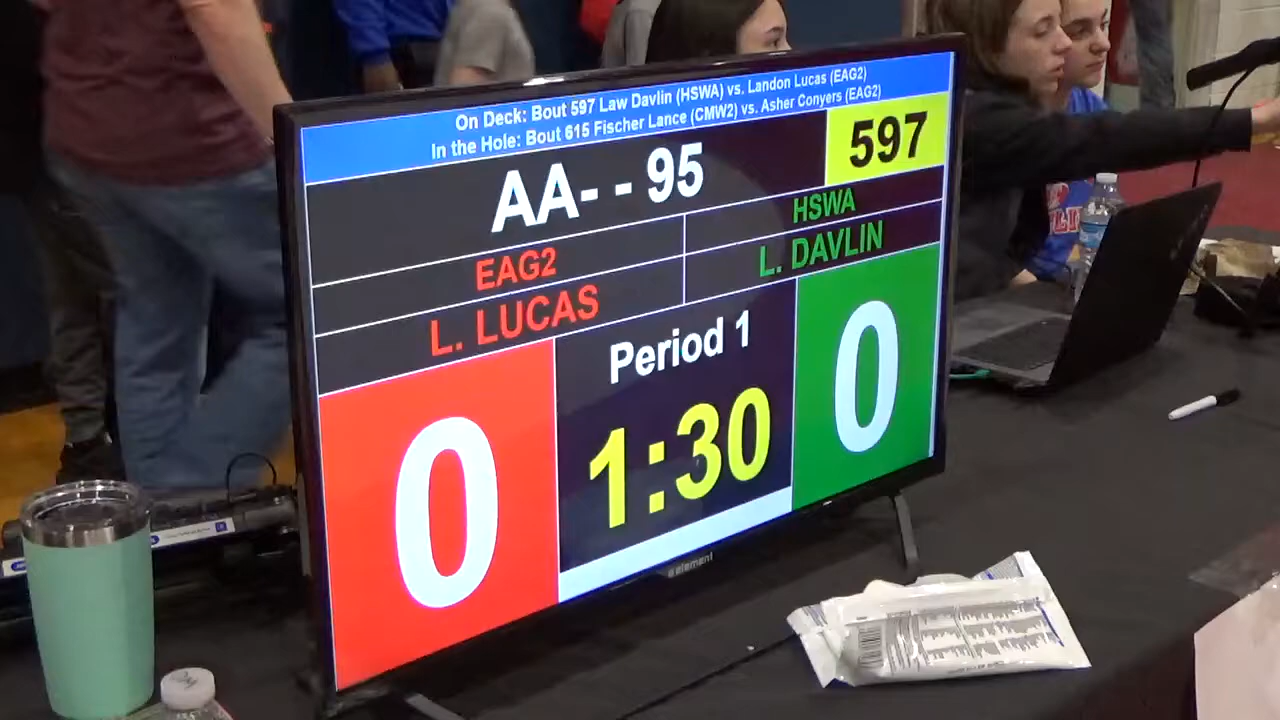 On Deck: Bout 597 Law Davlin (HSWA) vs. Landon Lucas (EAG2)
In the Hole: Bout 615 Fischer Lance (CMW2) vs. Asher Conyers (EAG2)
AA- - 95
597
EAG2
HSWA
L. LUCAS
L. DAVLIN
0
Period 1
1:30
0
element